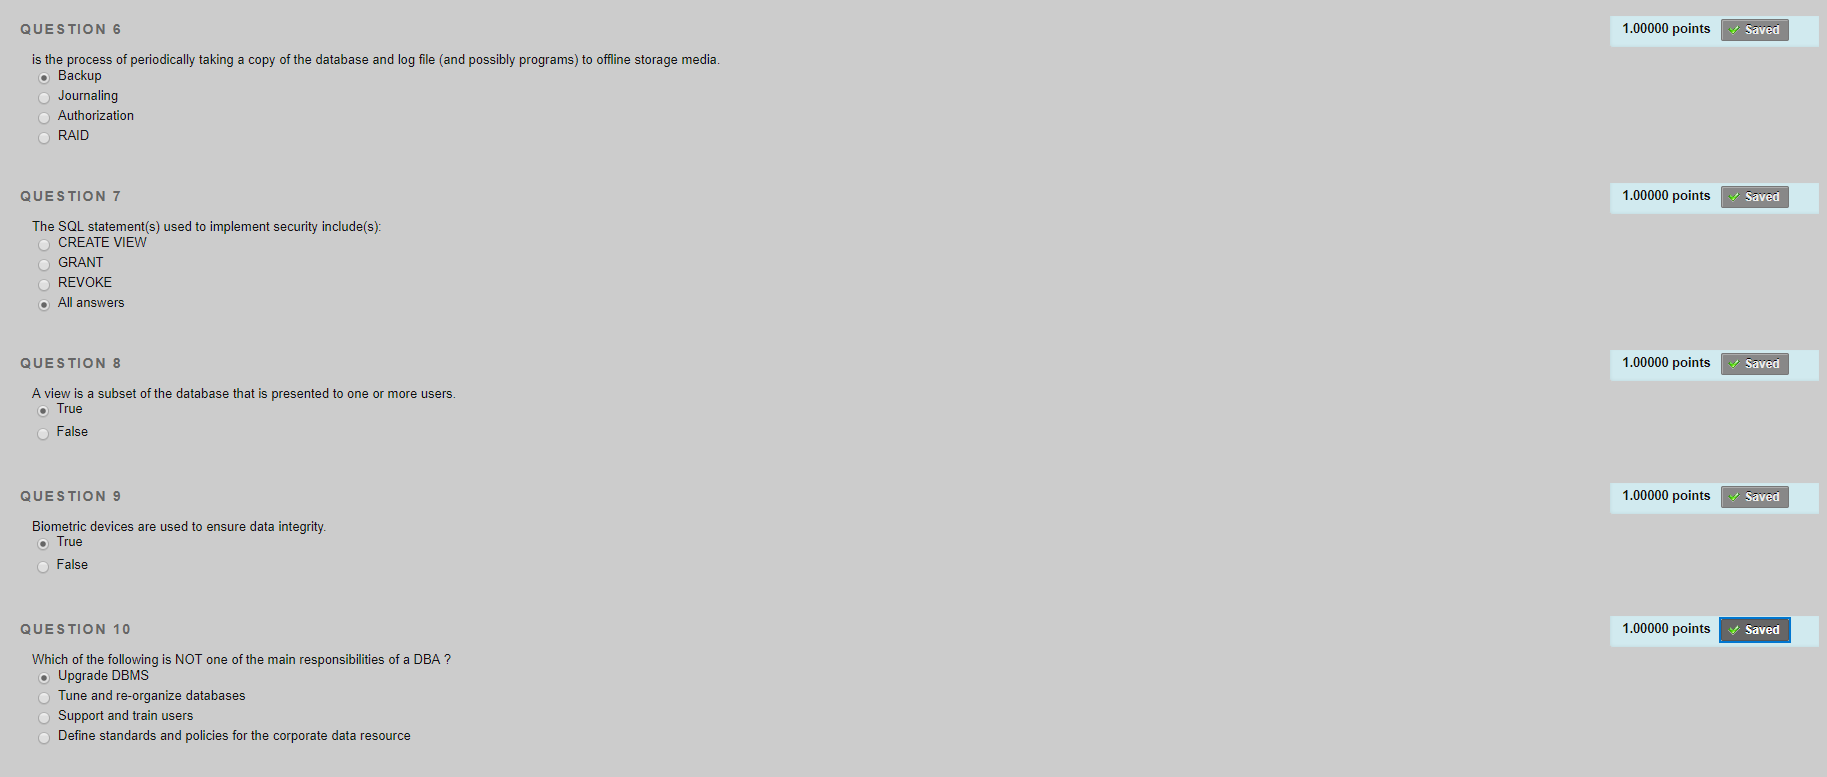 QUESTION 6
1.00000 points
Saved
is the process of periodically taking a copy of the database and log file (and possibly programs) to offline storage media.
Backup
Journaling
Authorization
RAID
QUESTION 7
1.00000 points
Saved
The SQL statement(s) used to implement security include(s):
CREATE VIEW
GRANT
REVOKE
All answers
QUESTION 8
1.00000 points
Saved
A view is a subset of the database that is presented to one or more users.
True
False
QUESTION 9
1.00000 points
Saved
Biometric devices are used to ensure data integrity.
True
False
QUESTION 10
1.00000 points
Saved
Which of the following is NOT one of the main responsibilities of a DBA ?
Upgrade DBMS
Tune and re-organize databases
Support and train users
Define standards and policies for the corporate data resource